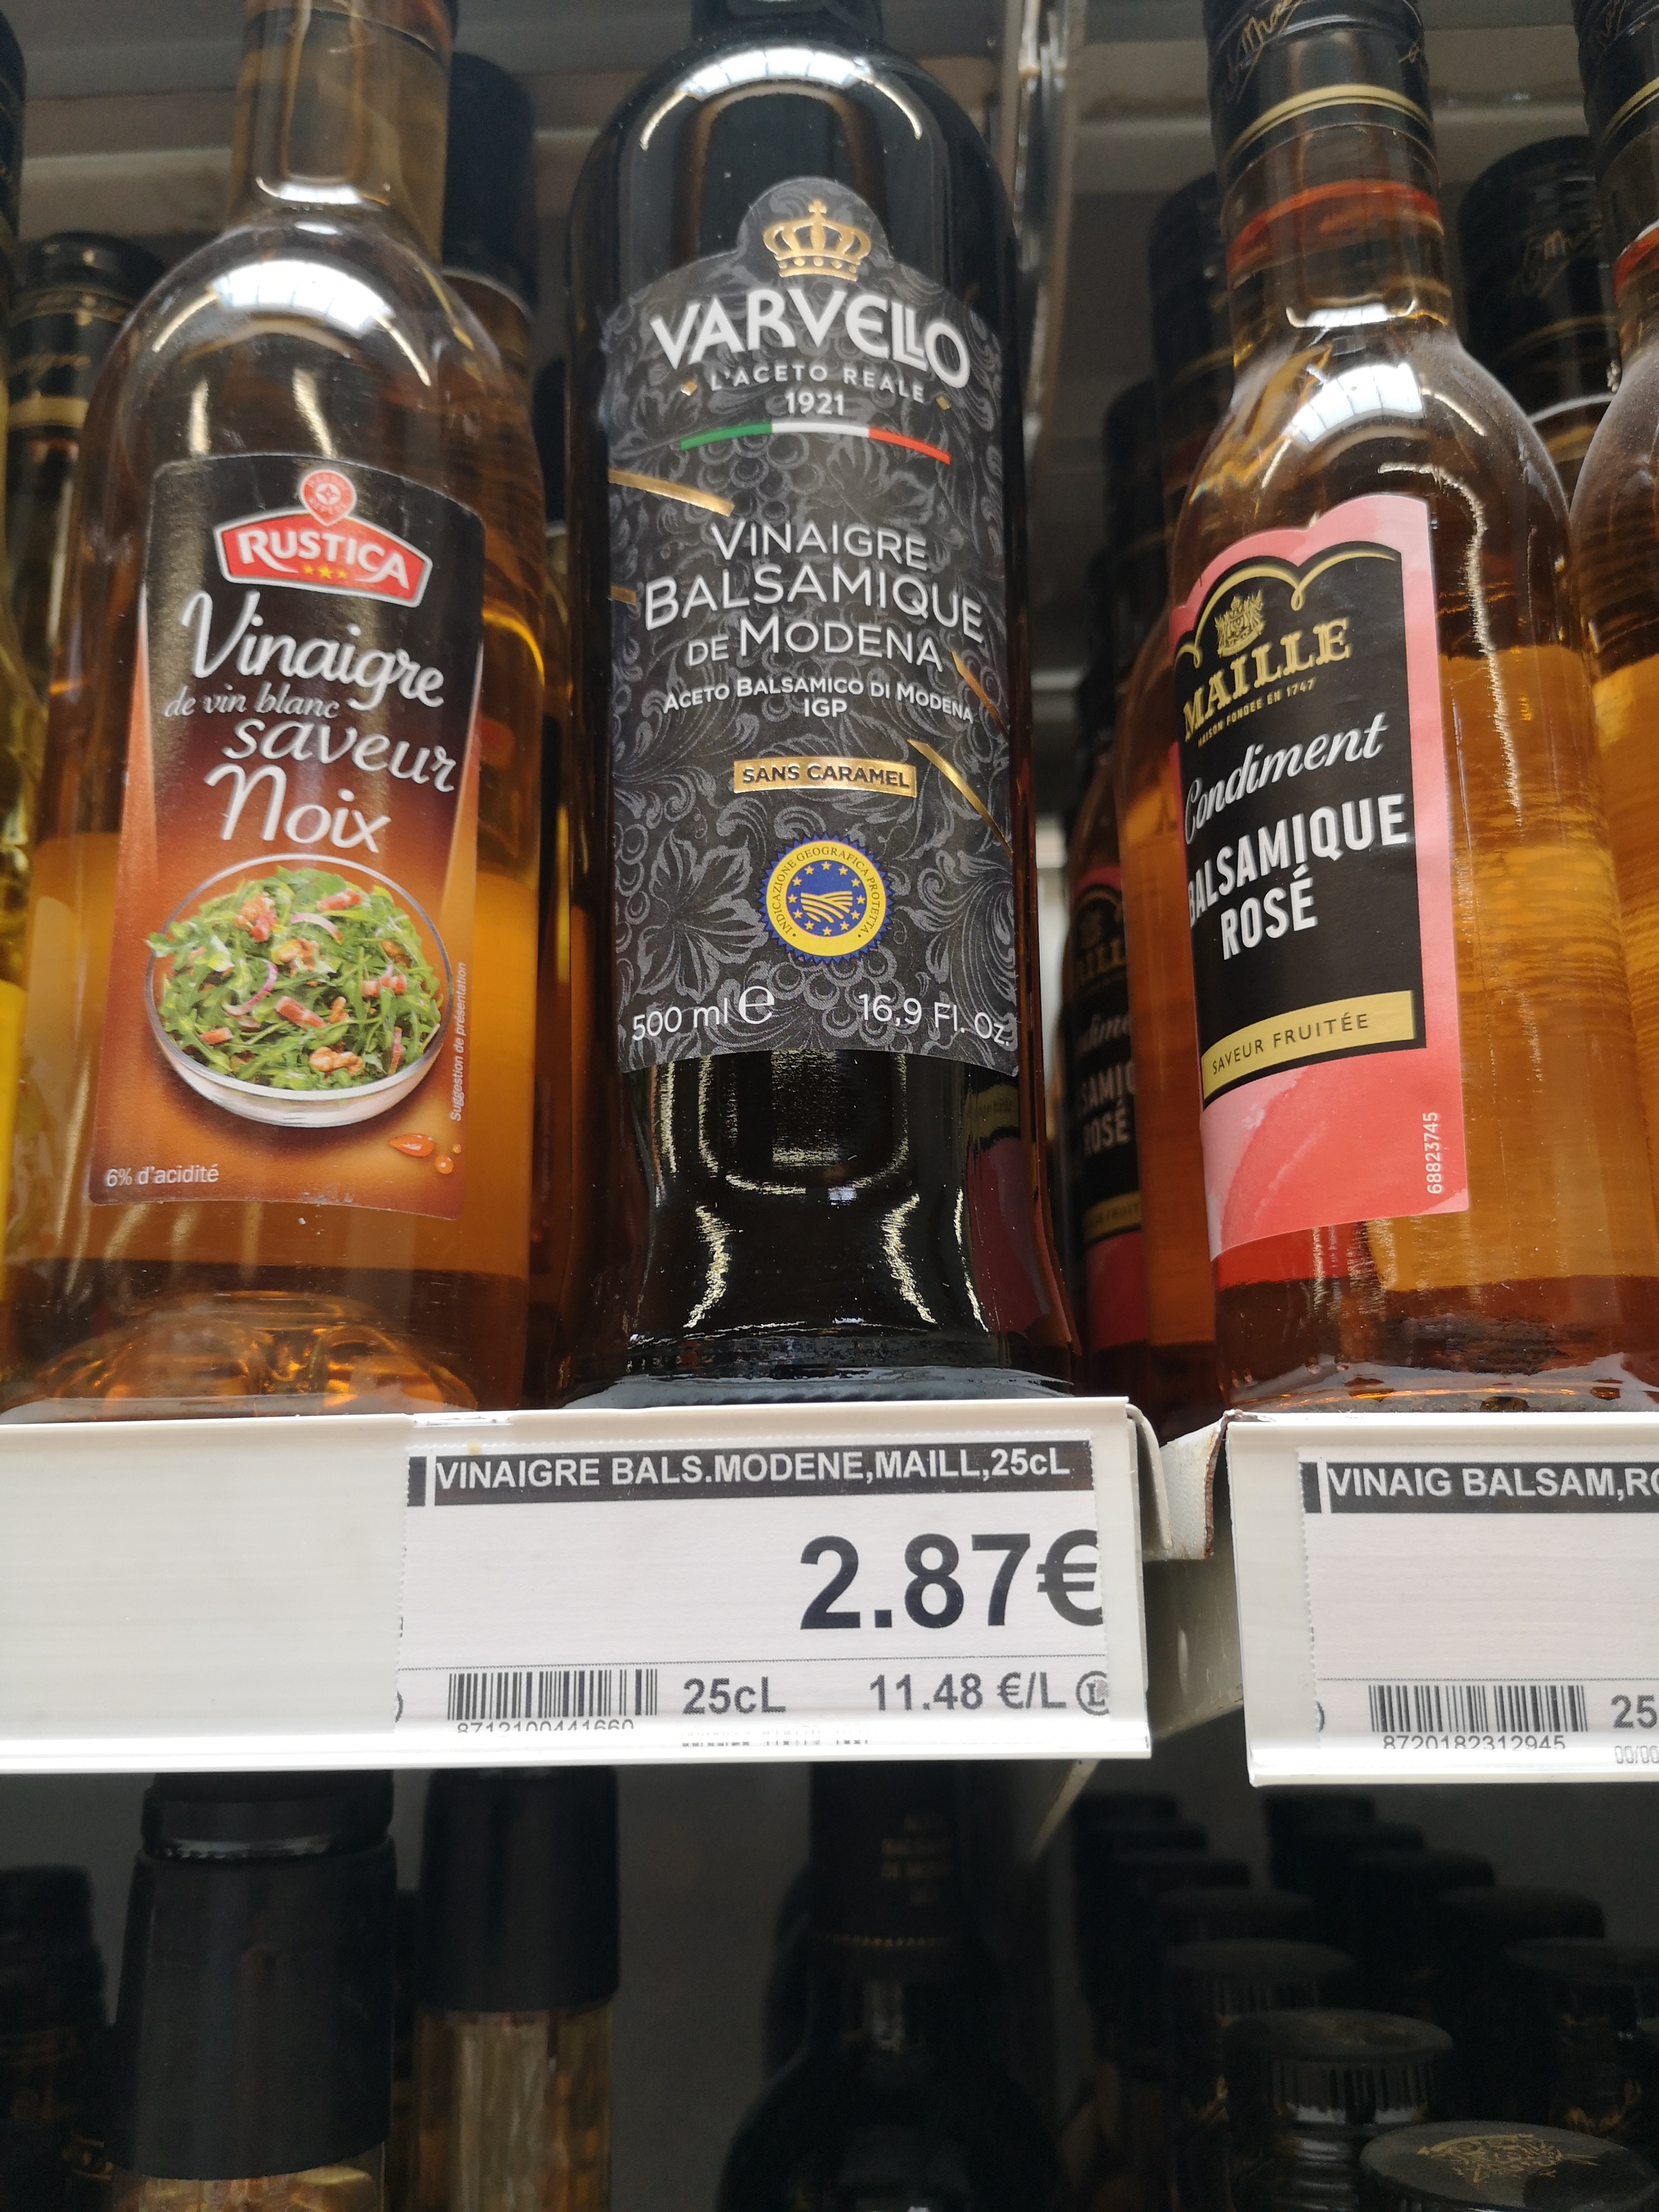 RUSTICA
Vinaigre
de vin blanc
saveur
Noix
Suggestion de présentation
6% d'acidité
VARVELLO
L'ACETO REALE
1921
VINAIGRE
BALSAMIQUE
DE MODENA
ACETO BALSAMICO DI MODENA
IGP
SANS CARAMEL
INDICAZIONE GEOGRAFICA PROTETTA
500 ml e 16,9 Fl. Oz.
MAILLE
MAISON FONDÉE EN 1747
Condiment
BALSAMIQUE
ROSÉ
SAVEUR FRUITÉE
68823745
VINAIGRE BALS.MODENE,MAILL,25cL
2.87€
25cL 11.48 €/L
8712100441660
VINAIG BALSAM,RO
25
8720182312945